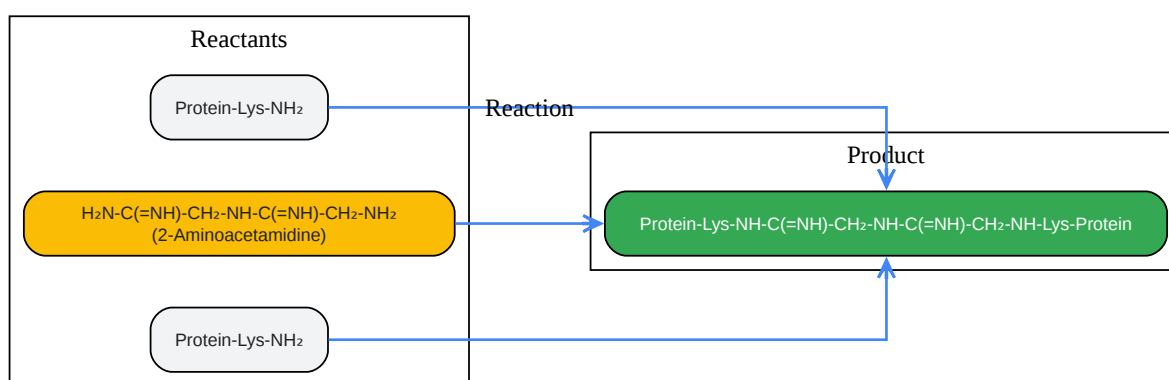 Reactants
Protein-Lys-NH₂
Reaction
Product
H₂N-C(=NH)-CH₂-NH-C(=NH)-CH₂-NH₂
(2-Aminoacetamidine)
Protein-Lys-NH-C(=NH)-CH₂-NH-C(=NH)-CH₂-NH-Lys-Protein
Protein-Lys-NH₂